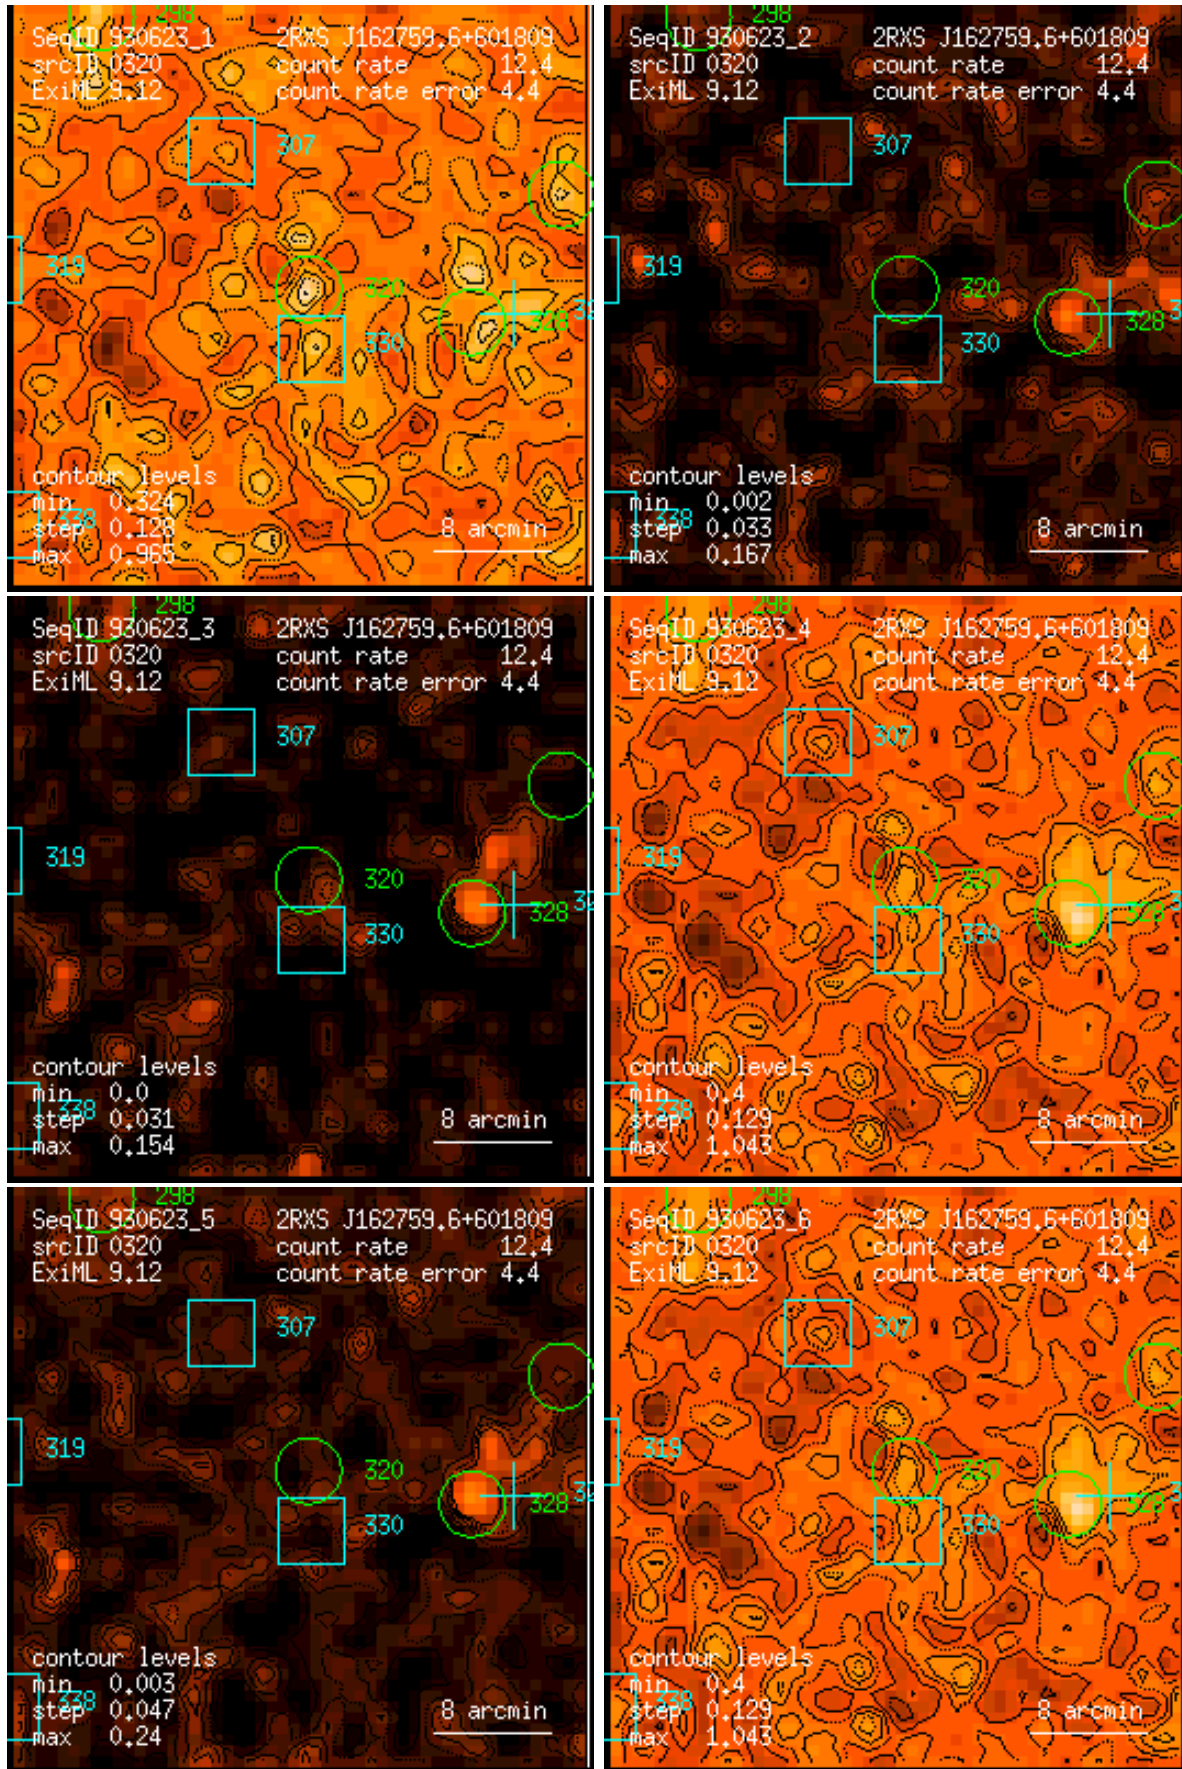 298
SeqID 930623_1 2RXS J162759.6+601809
srcID 0320 count rate 12.4
ExiML 9.12 count rate error 4.4
307
319
320
328
330
contour levels
min 0.324
step 0.128
max 0.965
338
8 arcmin
298
SeqID 930623_2 2RXS J162759.6+601809
srcID 0320 count rate 12.4
ExiML 9.12 count rate error 4.4
307
319
320
328
330
contour levels
min 0.002
step 0.033
max 0.167
338
8 arcmin
298
SeqID 930623_3 2RXS J162759.6+601809
srcID 0320 count rate 12.4
ExiML 9.12 count rate error 4.4
307
319
320
328
330
contour levels
min 0.0
step 0.031
max 0.154
338
8 arcmin
298
SeqID 930623_4 2RXS J162759.6+601809
srcID 0320 count rate 12.4
ExiML 9.12 count rate error 4.4
307
319
320
328
330
contour levels
min 0.4
step 0.129
max 1.043
338
8 arcmin
298
SeqID 930623_5 2RXS J162759.6+601809
srcID 0320 count rate 12.4
ExiML 9.12 count rate error 4.4
307
319
320
328
330
contour levels
min 0.003
step 0.047
max 0.24
338
8 arcmin
298
SeqID 930623_6 2RXS J162759.6+601809
srcID 0320 count rate 12.4
ExiML 9.12 count rate error 4.4
307
319
320
328
330
contour levels
min 0.4
step 0.129
max 1.043
338
8 arcmin